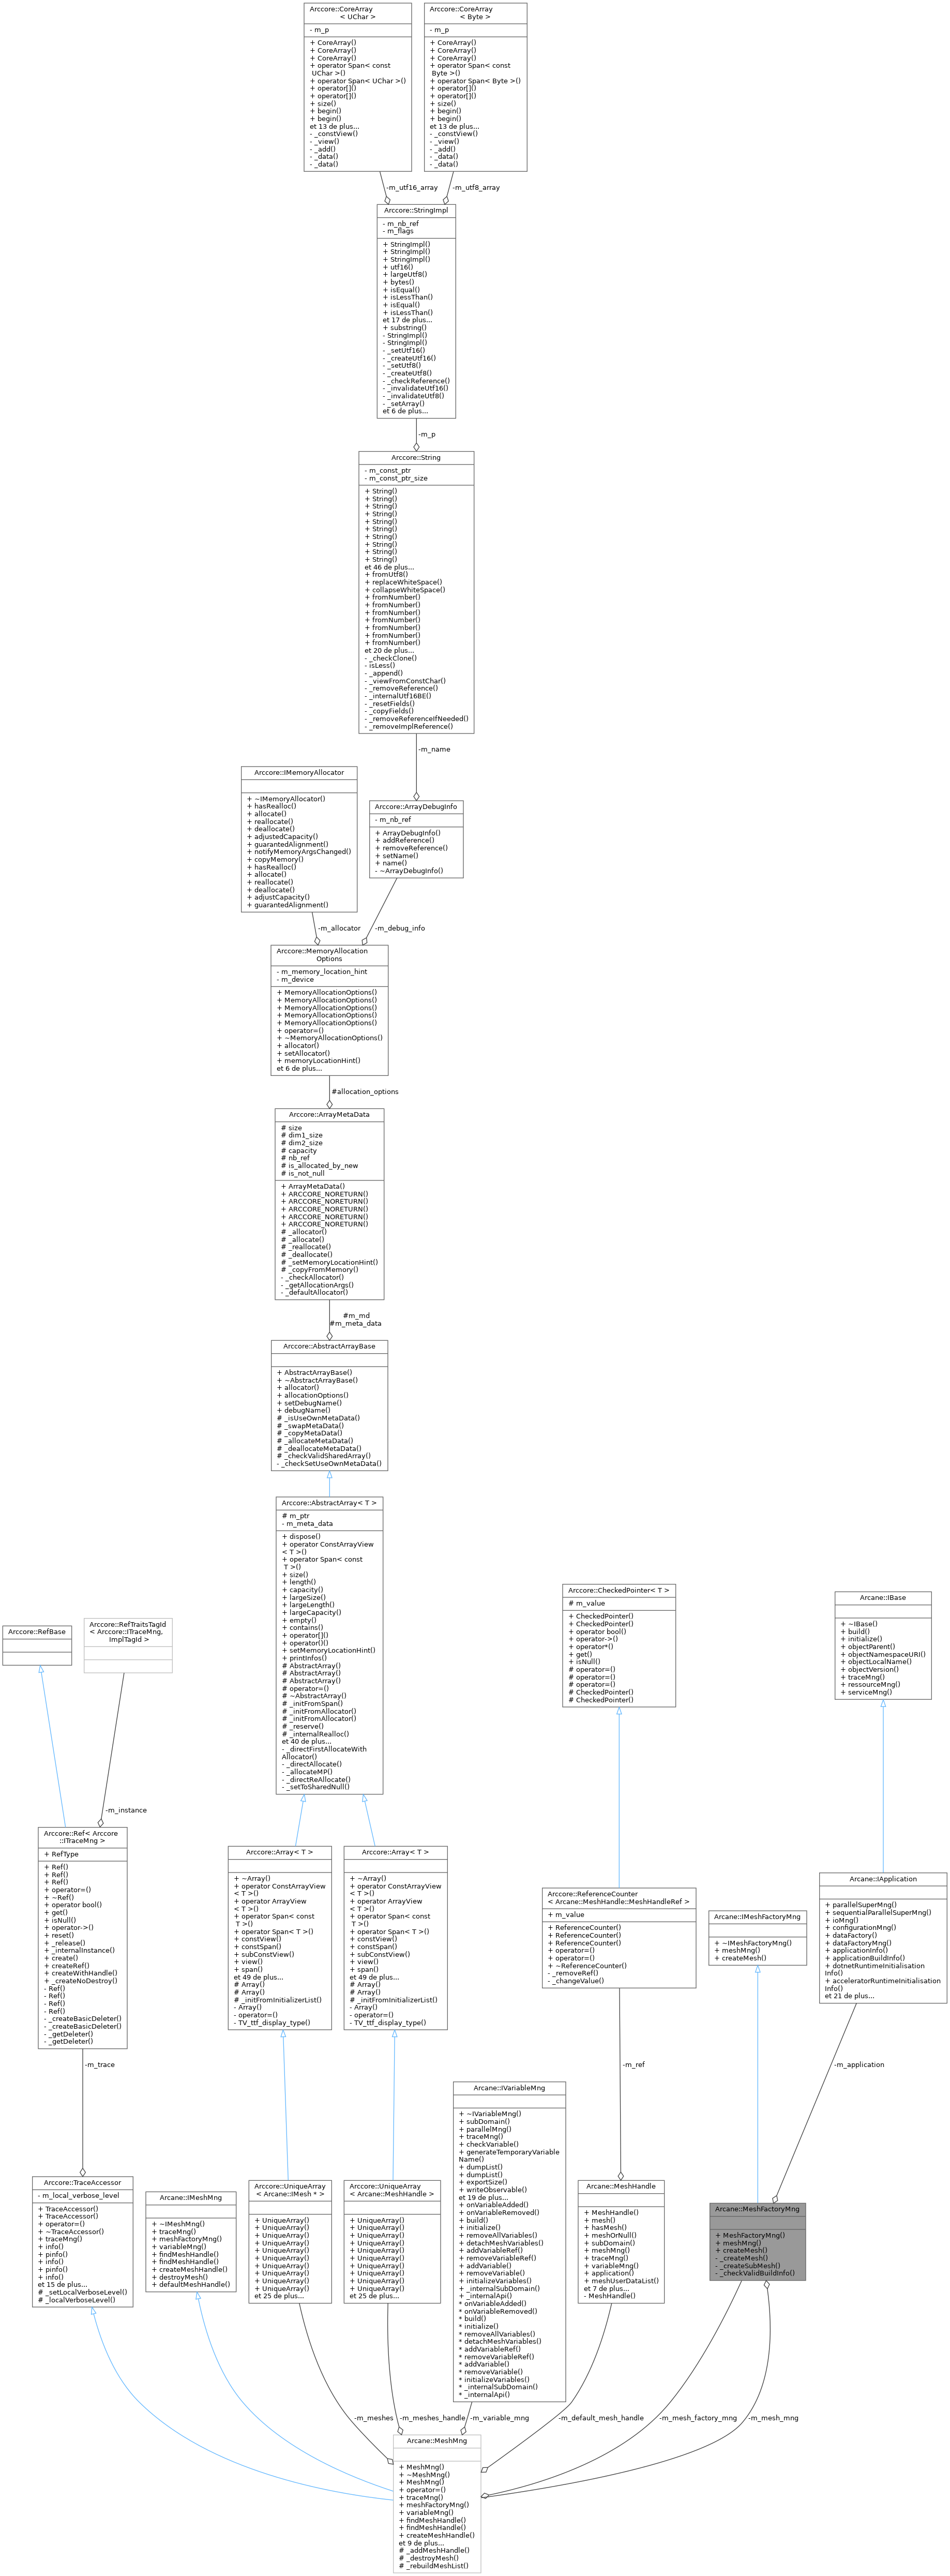 Arccore::CoreArray
< UChar >
- m_p
+ CoreArray()
+ CoreArray()
+ CoreArray()
+ operator Span< const
UChar >()
+ operator Span< UChar >()
+ operator[]()
+ operator[]()
+ size()
+ begin()
+ begin()
et 13 de plus...
- _constView()
- _view()
- _add()
- _data()
- _data()
Arccore::CoreArray
< Byte >
- m_p
+ CoreArray()
+ CoreArray()
+ CoreArray()
+ operator Span< const
Byte >()
+ operator Span< Byte >()
+ operator[]()
+ operator[]()
+ size()
+ begin()
+ begin()
et 13 de plus...
- _constView()
- _view()
- _add()
- _data()
- _data()
-m_utf16_array
-m_utf8_array
Arccore::StringImpl
- m_nb_ref
- m_flags
+ StringImpl()
+ StringImpl()
+ StringImpl()
+ utf16()
+ largeUtf8()
+ bytes()
+ isEqual()
+ isLessThan()
+ isEqual()
+ isLessThan()
et 17 de plus...
+ substring()
- StringImpl()
- StringImpl()
- _setUtf16()
- _createUtf16()
- _setUtf8()
- _createUtf8()
- _checkReference()
- _invalidateUtf16()
- _invalidateUtf8()
- _setArray()
et 6 de plus...
-m_p
Arccore::String
- m_const_ptr
- m_const_ptr_size
+ String()
+ String()
+ String()
+ String()
+ String()
+ String()
+ String()
+ String()
+ String()
+ String()
et 46 de plus...
+ fromUtf8()
+ replaceWhiteSpace()
+ collapseWhiteSpace()
+ fromNumber()
+ fromNumber()
+ fromNumber()
+ fromNumber()
+ fromNumber()
+ fromNumber()
+ fromNumber()
et 20 de plus...
- _checkClone()
- isLess()
- _append()
- _viewFromConstChar()
- _removeReference()
- _internalUtf16BE()
- _resetFields()
- _copyFields()
- _removeReferenceIfNeeded()
- _removeImplReference()
-m_name
Arccore::IMemoryAllocator
+ ~IMemoryAllocator()
+ hasRealloc()
+ allocate()
+ reallocate()
+ deallocate()
+ adjustedCapacity()
+ guarantedAlignment()
+ notifyMemoryArgsChanged()
+ copyMemory()
+ hasRealloc()
+ allocate()
+ reallocate()
+ deallocate()
+ adjustCapacity()
+ guarantedAlignment()
Arccore::ArrayDebugInfo
- m_nb_ref
+ ArrayDebugInfo()
+ addReference()
+ removeReference()
+ setName()
+ name()
- ~ArrayDebugInfo()
-m_allocator
-m_debug_info
Arccore::MemoryAllocation
Options
- m_memory_location_hint
- m_device
+ MemoryAllocationOptions()
+ MemoryAllocationOptions()
+ MemoryAllocationOptions()
+ MemoryAllocationOptions()
+ MemoryAllocationOptions()
+ operator=()
+ ~MemoryAllocationOptions()
+ allocator()
+ setAllocator()
+ memoryLocationHint()
et 6 de plus...
#allocation_options
Arccore::ArrayMetaData
# size
# dim1_size
# dim2_size
# capacity
# nb_ref
# is_allocated_by_new
# is_not_null
+ ArrayMetaData()
+ ARCCORE_NORETURN()
+ ARCCORE_NORETURN()
+ ARCCORE_NORETURN()
+ ARCCORE_NORETURN()
+ ARCCORE_NORETURN()
# _allocator()
# _allocate()
# _reallocate()
# _deallocate()
# _setMemoryLocationHint()
# _copyFromMemory()
- _checkAllocator()
- _getAllocationArgs()
- _defaultAllocator()
#m_md
#m_meta_data
Arccore::AbstractArrayBase
+ AbstractArrayBase()
+ ~AbstractArrayBase()
+ allocator()
+ allocationOptions()
+ setDebugName()
+ debugName()
# _isUseOwnMetaData()
# _swapMetaData()
# _copyMetaData()
# _allocateMetaData()
# _deallocateMetaData()
# _checkValidSharedArray()
- _checkSetUseOwnMetaData()
Arccore::AbstractArray< T >
# m_ptr
- m_meta_data
+ dispose()
+ operator ConstArrayView
< T >()
+ operator Span< const
T >()
+ size()
+ length()
+ capacity()
+ largeSize()
+ largeLength()
+ largeCapacity()
+ empty()
+ contains()
+ operator[]()
+ operator()()
+ setMemoryLocationHint()
+ printInfos()
# AbstractArray()
# AbstractArray()
# AbstractArray()
# operator=()
# ~AbstractArray()
# _initFromSpan()
# _initFromAllocator()
# _initFromAllocator()
# _reserve()
# _internalRealloc()
et 40 de plus...
- _directFirstAllocateWith
Allocator()
- _directAllocate()
- _allocateMP()
- _directReAllocate()
- _setToSharedNull()
Arccore::CheckedPointer< T >
# m_value
+ CheckedPointer()
+ CheckedPointer()
+ operator bool()
+ operator->()
+ operator*()
+ get()
+ isNull()
# operator=()
# operator=()
# operator=()
# CheckedPointer()
# CheckedPointer()
Arcane::IBase
+ ~IBase()
+ build()
+ initialize()
+ objectParent()
+ objectNamespaceURI()
+ objectLocalName()
+ objectVersion()
+ traceMng()
+ ressourceMng()
+ serviceMng()
Arccore::RefBase
Arccore::RefTraitsTagId
< Arccore::ITraceMng,
ImplTagId >
-m_instance
Arccore::Ref< Arccore
::ITraceMng >
+ RefType
+ Ref()
+ Ref()
+ Ref()
+ operator=()
+ ~Ref()
+ operator bool()
+ get()
+ isNull()
+ operator->()
+ reset()
+ _release()
+ _internalInstance()
+ create()
+ createRef()
+ createWithHandle()
+ _createNoDestroy()
- Ref()
- Ref()
- Ref()
- Ref()
- _createBasicDeleter()
- _createBasicDeleter()
- _getDeleter()
- _getDeleter()
Arccore::Array< T >
+ ~Array()
+ operator ConstArrayView
< T >()
+ operator ArrayView
< T >()
+ operator Span< const
T >()
+ operator Span< T >()
+ constView()
+ constSpan()
+ subConstView()
+ view()
+ span()
et 49 de plus...
# Array()
# Array()
# _initFromInitializerList()
- Array()
- operator=()
- TV_ttf_display_type()
Arccore::Array< T >
+ ~Array()
+ operator ConstArrayView
< T >()
+ operator ArrayView
< T >()
+ operator Span< const
T >()
+ operator Span< T >()
+ constView()
+ constSpan()
+ subConstView()
+ view()
+ span()
et 49 de plus...
# Array()
# Array()
# _initFromInitializerList()
- Array()
- operator=()
- TV_ttf_display_type()
Arccore::ReferenceCounter
< Arcane::MeshHandle::MeshHandleRef >
+ m_value
+ ReferenceCounter()
+ ReferenceCounter()
+ ReferenceCounter()
+ operator=()
+ operator=()
+ ~ReferenceCounter()
- _removeRef()
- _changeValue()
Arcane::IMeshFactoryMng
+ ~IMeshFactoryMng()
+ meshMng()
+ createMesh()
Arcane::IApplication
+ parallelSuperMng()
+ sequentialParallelSuperMng()
+ ioMng()
+ configurationMng()
+ dataFactory()
+ dataFactoryMng()
+ applicationInfo()
+ applicationBuildInfo()
+ dotnetRuntimeInitialisation
Info()
+ acceleratorRuntimeInitialisation
Info()
et 21 de plus...
-m_trace
-m_ref
-m_application
Arccore::TraceAccessor
- m_local_verbose_level
+ TraceAccessor()
+ TraceAccessor()
+ operator=()
+ ~TraceAccessor()
+ traceMng()
+ info()
+ pinfo()
+ info()
+ pinfo()
+ info()
et 15 de plus...
# _setLocalVerboseLevel()
# _localVerboseLevel()
Arcane::IMeshMng
+ ~IMeshMng()
+ traceMng()
+ meshFactoryMng()
+ variableMng()
+ findMeshHandle()
+ findMeshHandle()
+ createMeshHandle()
+ destroyMesh()
+ defaultMeshHandle()
Arccore::UniqueArray
< Arcane::IMesh * >
+ UniqueArray()
+ UniqueArray()
+ UniqueArray()
+ UniqueArray()
+ UniqueArray()
+ UniqueArray()
+ UniqueArray()
+ UniqueArray()
+ UniqueArray()
+ UniqueArray()
et 25 de plus...
Arccore::UniqueArray
< Arcane::MeshHandle >
+ UniqueArray()
+ UniqueArray()
+ UniqueArray()
+ UniqueArray()
+ UniqueArray()
+ UniqueArray()
+ UniqueArray()
+ UniqueArray()
+ UniqueArray()
+ UniqueArray()
et 25 de plus...
Arcane::IVariableMng
+ ~IVariableMng()
+ subDomain()
+ parallelMng()
+ traceMng()
+ checkVariable()
+ generateTemporaryVariable
Name()
+ dumpList()
+ dumpList()
+ exportSize()
+ writeObservable()
et 19 de plus...
+ onVariableAdded()
+ onVariableRemoved()
+ build()
+ initialize()
+ removeAllVariables()
+ detachMeshVariables()
+ addVariableRef()
+ removeVariableRef()
+ addVariable()
+ removeVariable()
+ initializeVariables()
+ _internalSubDomain()
+ _internalApi()
* onVariableAdded()
* onVariableRemoved()
* build()
* initialize()
* removeAllVariables()
* detachMeshVariables()
* addVariableRef()
* removeVariableRef()
* addVariable()
* removeVariable()
* initializeVariables()
* _internalSubDomain()
* _internalApi()
Arcane::MeshHandle
+ MeshHandle()
+ mesh()
+ hasMesh()
+ meshOrNull()
+ subDomain()
+ meshMng()
+ traceMng()
+ variableMng()
+ application()
+ meshUserDataList()
et 7 de plus...
- MeshHandle()
Arcane::MeshFactoryMng
+ MeshFactoryMng()
+ meshMng()
+ createMesh()
- _createMesh()
- _createSubMesh()
- _checkValidBuildInfo()
-m_meshes
-m_meshes_handle
-m_variable_mng
-m_default_mesh_handle
-m_mesh_factory_mng
-m_mesh_mng
Arcane::MeshMng
+ MeshMng()
+ ~MeshMng()
+ MeshMng()
+ operator=()
+ traceMng()
+ meshFactoryMng()
+ variableMng()
+ findMeshHandle()
+ findMeshHandle()
+ createMeshHandle()
et 9 de plus...
# _addMeshHandle()
# _destroyMesh()
# _rebuildMeshList()